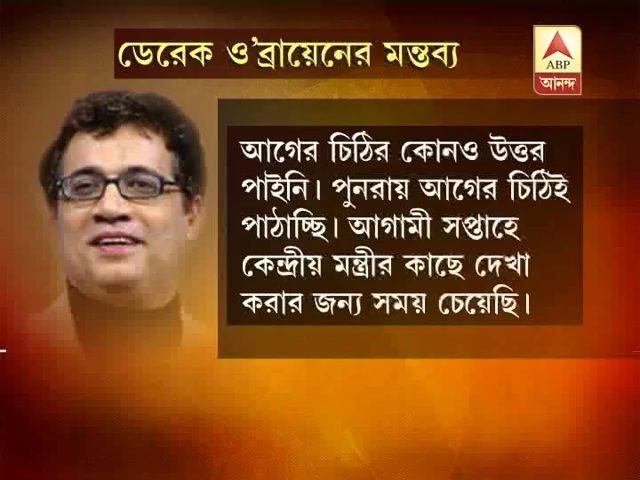 ডেরেক ও'ব্রায়েনের মন্তব্য
ABP
আনন্দ
আগের চিঠির কোনও উত্তর
পাইনি। পুনরায় আগের চিঠিই
পাঠাচ্ছি। আগামী সপ্তাহে
কেন্দ্রীয় মন্ত্রীর কাছে দেখা
করার জন্য সময় চেয়েছি।